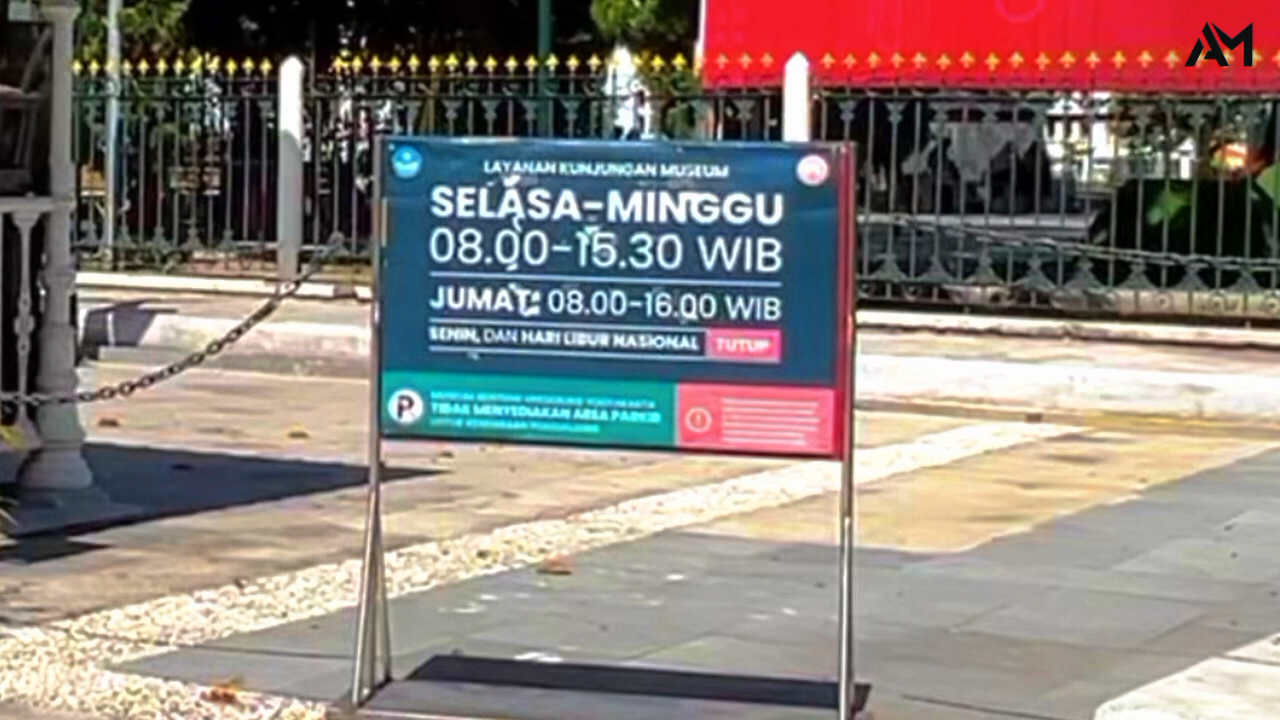 AM
LAYANAN KUNJUNGAN MUSEUM
SELASA-MINGGU
08.00-15.30 WIB
JUMAT: 08.00-16.00 WIB
SENIN, DAN HARI LIBUR NASIONAL TUTUP
P
TIDAK MENYEDIAKAN AREA PARKIR